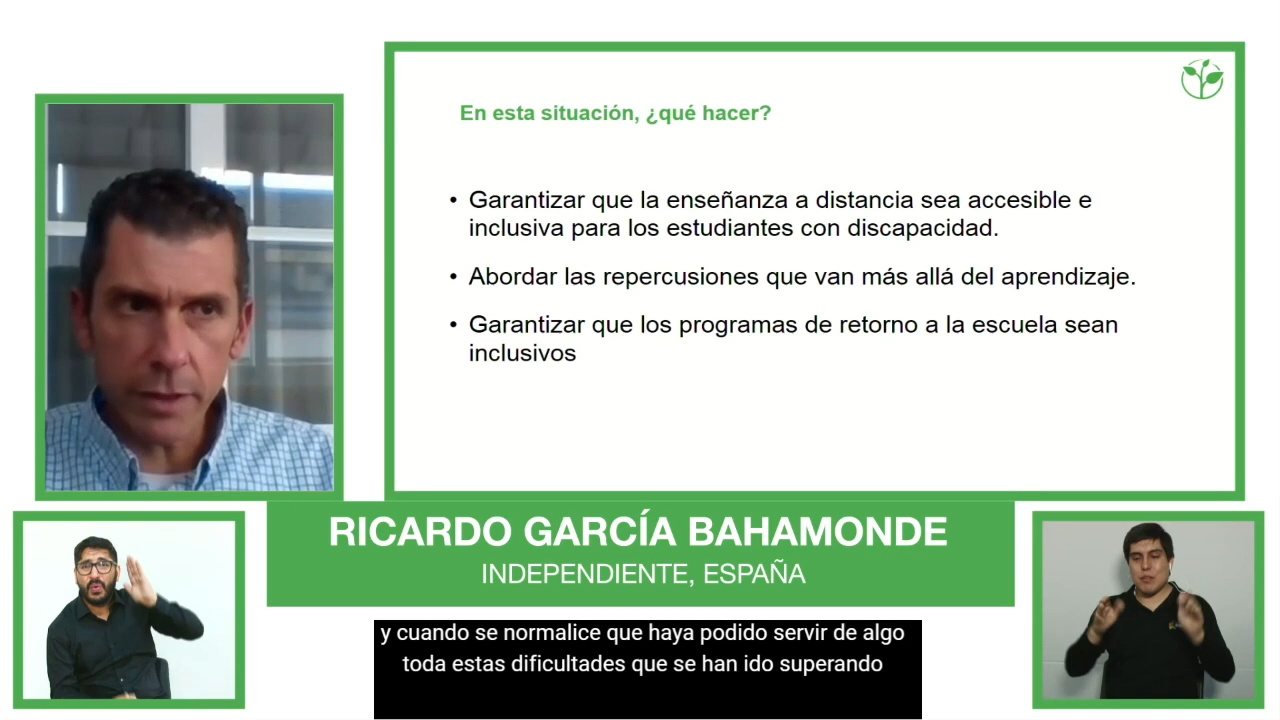 En esta situación, ¿qué hacer?
• Garantizar que la enseñanza a distancia sea accesible e
inclusiva para los estudiantes con discapacidad.
• Abordar las repercusiones que van más allá del aprendizaje.
• Garantizar que los programas de retorno a la escuela sean
inclusivos
RICARDO GARCÍA BAHAMONDE
INDEPENDIENTE, ESPAÑA
y cuando se normalice que haya podido servir de algo
toda estas dificultades que se han ido superando